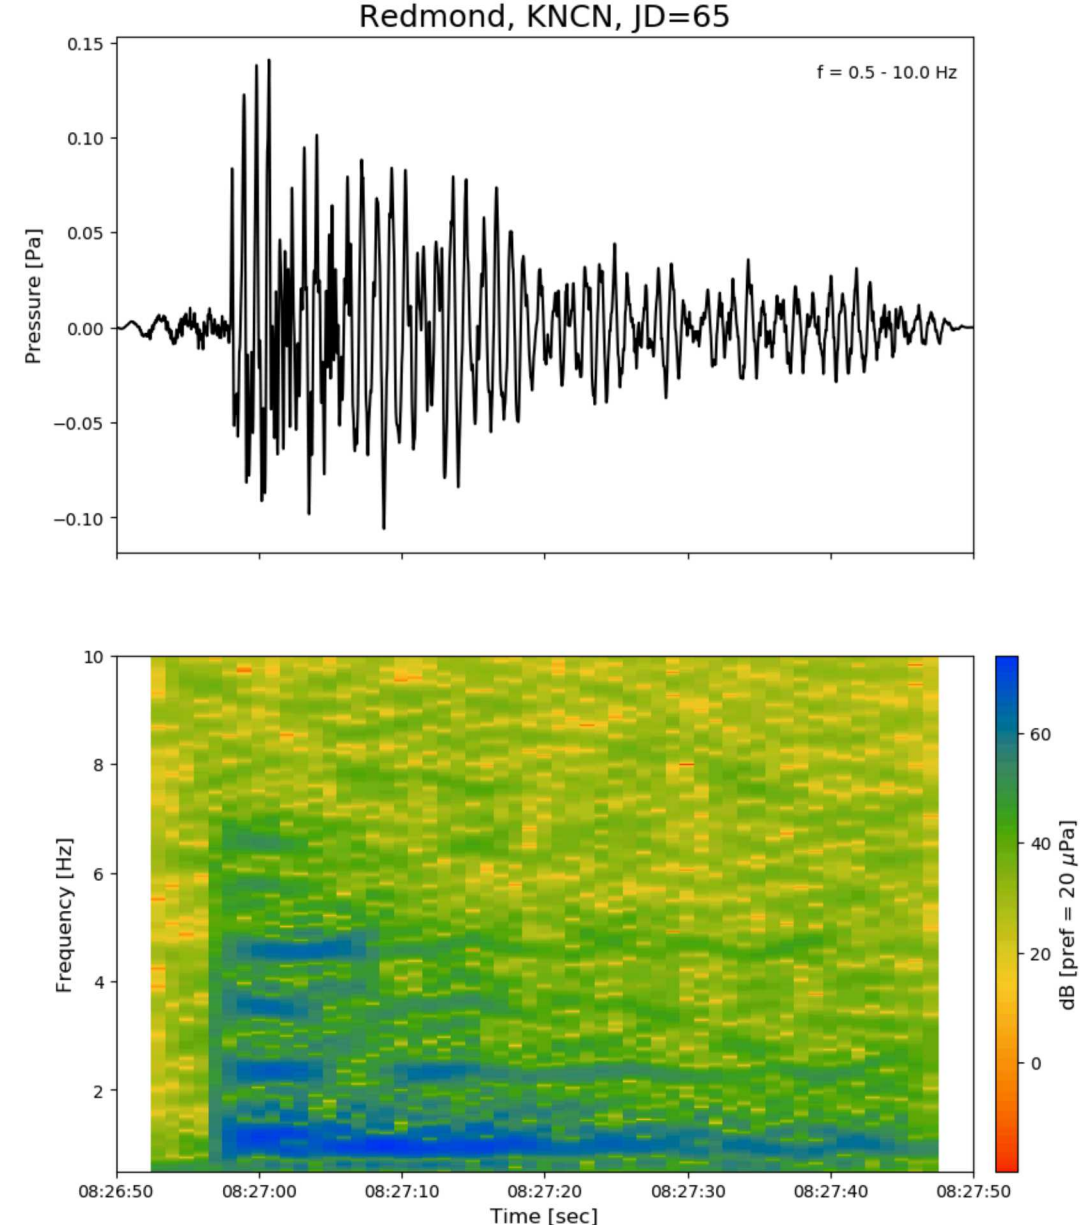 Redmond, KNCN, JD=65
f = 0.5 - 10.0 Hz
Pressure [Pa]
0.15
0.10
0.05
0.00
−0.05
−0.10
Frequency [Hz]
10
8
6
4
2
08:26:50 08:27:00 08:27:10 08:27:20 08:27:30 08:27:40 08:27:50
Time [sec]
60
40
20
0
dB [pref = 20 μPa]